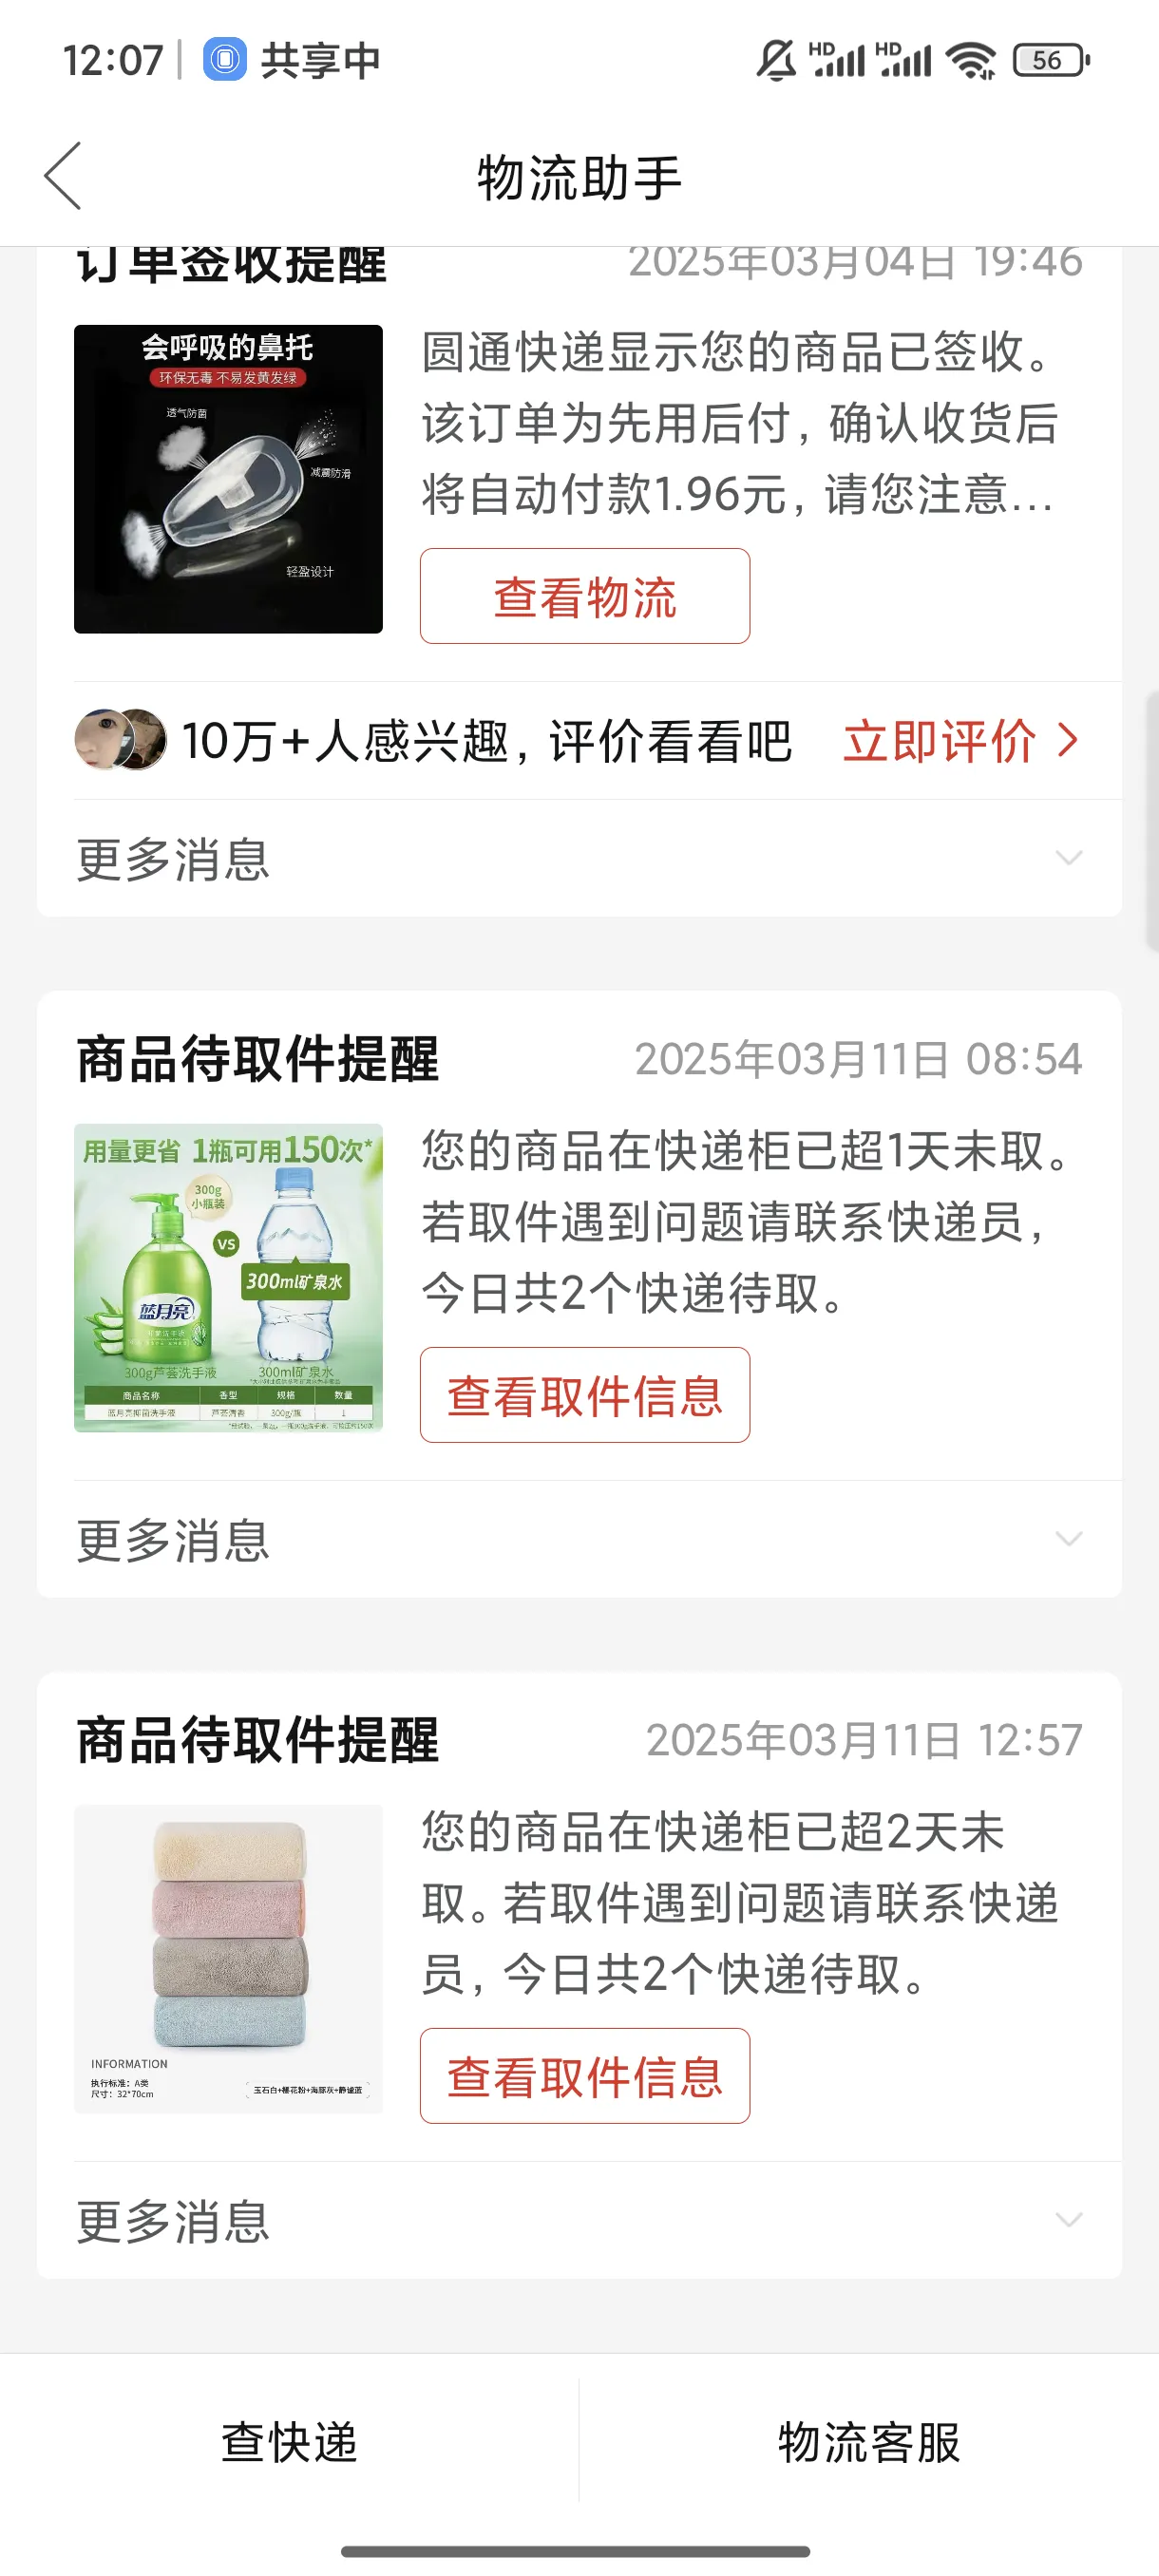 12:07
共享中
HD HD 56
物流助手
订单签收提醒 2025年03月04日 19:46
会呼吸的鼻托
环保无毒 不易发黄发绿
透气防菌
减震防滑
轻盈设计
圆通快递显示您的商品已签收。
该订单为先用后付，确认收货后
将自动付款1.96元，请您注意...
查看物流
10万+人感兴趣，评价看看吧 立即评价
更多消息
商品待取件提醒 2025年03月11日 08:54
用量更省 1瓶可用150次*
300g
小瓶装
VS
300ml矿泉水
蓝月亮
300g芦荟洗手液 300ml矿泉水
商品名称 香型 规格 数量
蓝月亮抑菌洗手液 芦荟清香 300g/瓶 1
您的商品在快递柜已超1天未取。
若取件遇到问题请联系快递员，
今日共2个快递待取。
查看取件信息
更多消息
商品待取件提醒 2025年03月11日 12:57
INFORMATION
执行标准：A类
尺寸：32*70cm
玉石白+樱花粉+海豚灰+静谧蓝
您的商品在快递柜已超2天未
取。若取件遇到问题请联系快递
员，今日共2个快递待取。
查看取件信息
更多消息
查快递 物流客服